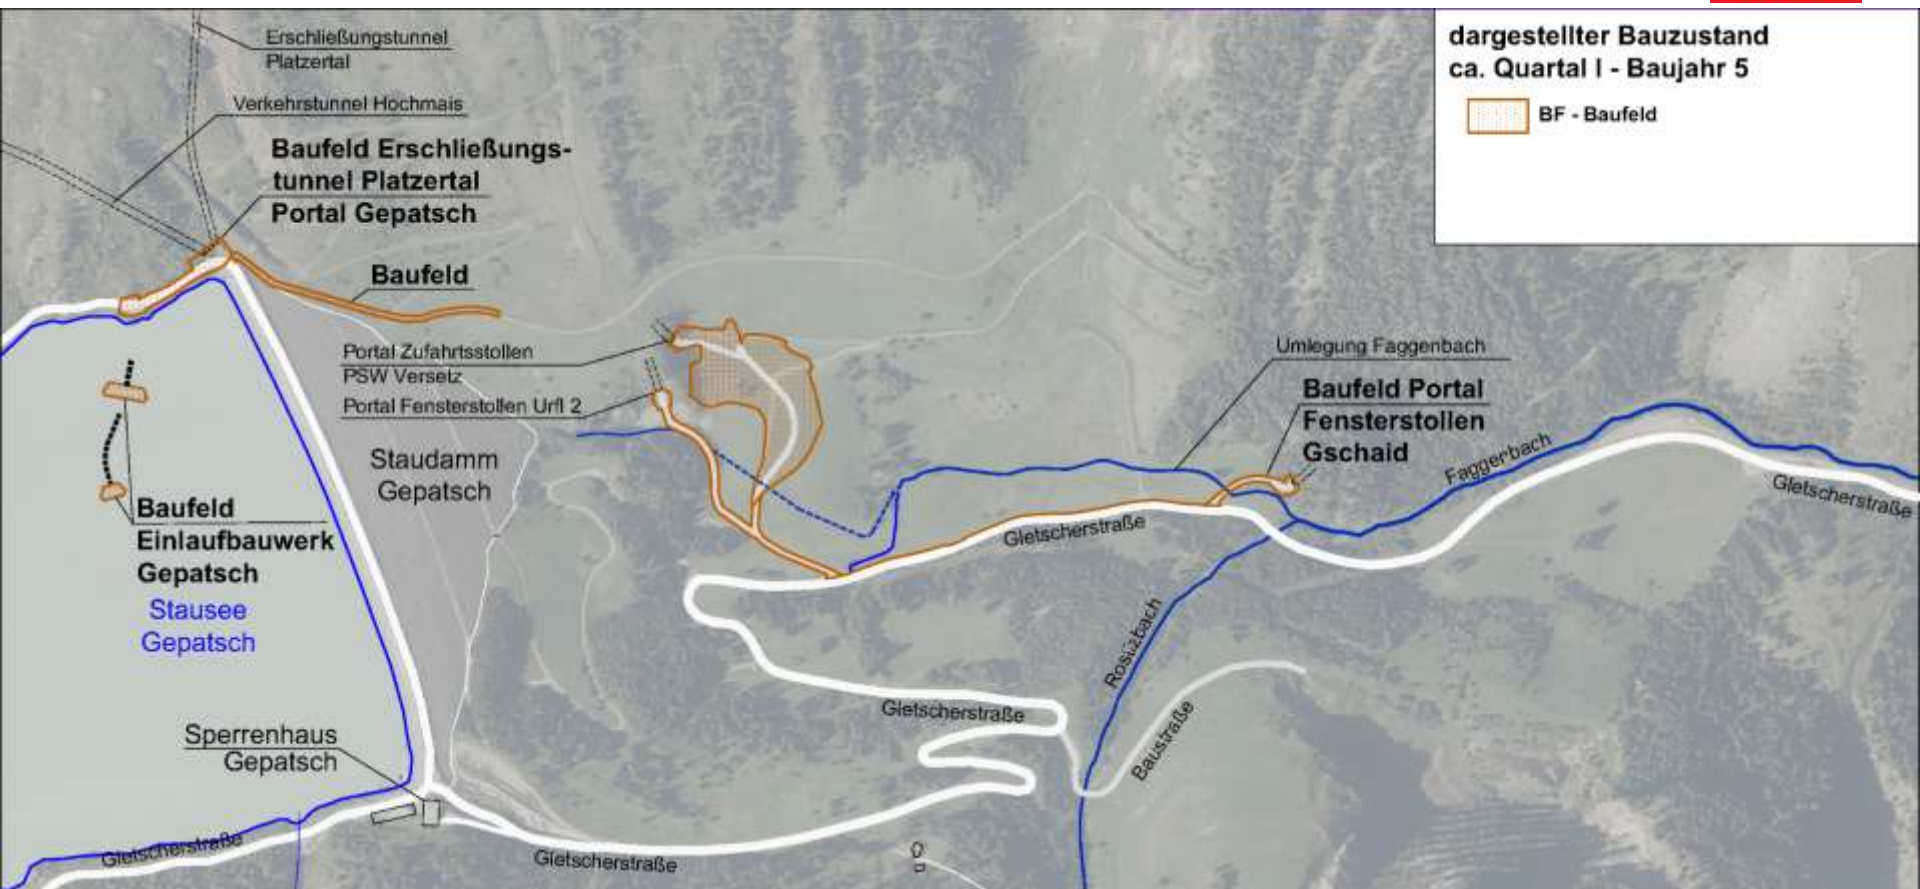 dargestellter Bauzustand
ca. Quartal I - Baujahr 5
BF - Baufeld
Erschließungstunnel
Platzertal
Verkehrstunnel Hochmais
Baufeld Erschließungs-
tunnel Platzertal
Portal Gepatsch
Baufeld
Portal Zufahrtsstollen
PSW Versetz
Portal Fensterstollen Urfl 2
Umlegung Faggenbach
Baufeld Portal
Fensterstollen
Gschaid
Faggerbach
Gletscherstraße
Staudamm
Gepatsch
Gletscherstraße
Baufeld
Einlaufbauwerk
Gepatsch
Stausee
Gepatsch
Rostizbach
Gletscherstraße
Baustraße
Sperrenhaus
Gepatsch
Gletscherstraße
Gletscherstraße